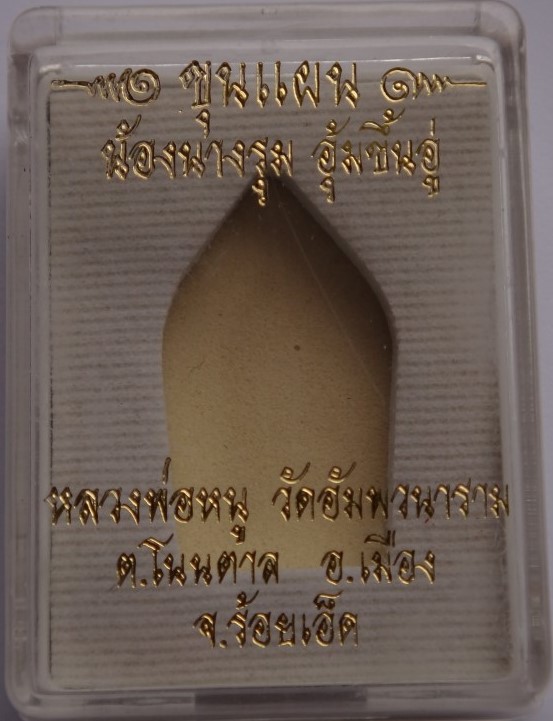 ๑ ขุนแผน ๑
น้องนางรุม อุ้มขึ้นอู่
หลวงพ่อหนู วัดอัมพวนาราม
ต.โนนตาล อ.เมือง
จ.ร้อยเอ็ด